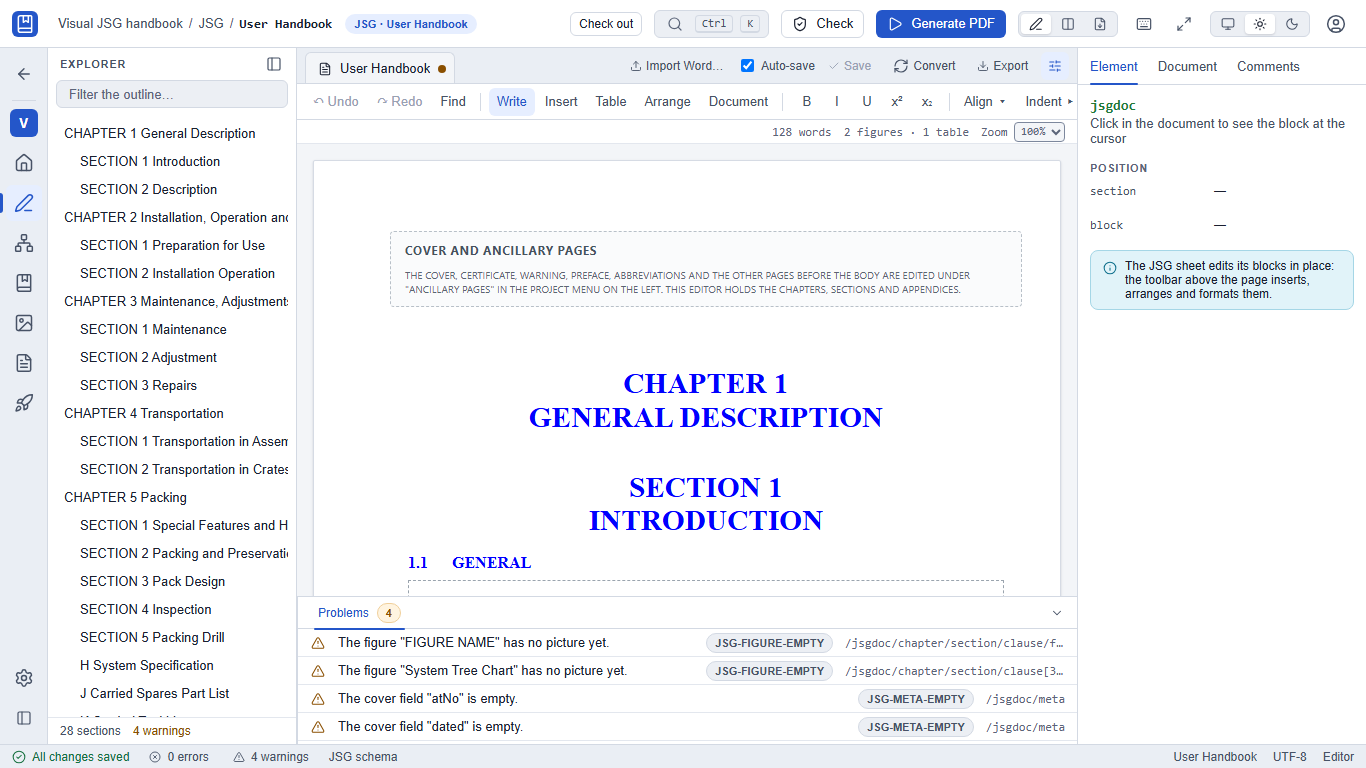 Visual JSG handbook / JSG / User Handbook JSG · User Handbook Check out Ctrl K Check Generate PDF
EXPLORER
Filter the outline...
CHAPTER 1 General Description
SECTION 1 Introduction
SECTION 2 Description
CHAPTER 2 Installation, Operation and
SECTION 1 Preparation for Use
SECTION 2 Installation Operation
CHAPTER 3 Maintenance, Adjustments
SECTION 1 Maintenance
SECTION 2 Adjustment
SECTION 3 Repairs
CHAPTER 4 Transportation
SECTION 1 Transportation in Assem
SECTION 2 Transportation in Crates
CHAPTER 5 Packing
SECTION 1 Special Features and H
SECTION 2 Packing and Preservatio
SECTION 3 Pack Design
SECTION 4 Inspection
SECTION 5 Packing Drill
H System Specification
J Carried Spares Part List
28 sections 4 warnings
V
User Handbook
Import Word... Auto-save Save Convert Export
Undo Redo Find Write Insert Table Arrange Document B I U x² x₂ Align Indent
128 words 2 figures · 1 table Zoom 100%
COVER AND ANCILLARY PAGES
THE COVER, CERTIFICATE, WARNING, PREFACE, ABBREVIATIONS AND THE OTHER PAGES BEFORE THE BODY ARE EDITED UNDER
"ANCILLARY PAGES" IN THE PROJECT MENU ON THE LEFT. THIS EDITOR HOLDS THE CHAPTERS, SECTIONS AND APPENDICES.
CHAPTER 1
GENERAL DESCRIPTION
SECTION 1
INTRODUCTION
1.1 GENERAL
Problems 4
The figure "FIGURE NAME" has no picture yet. JSG-FIGURE-EMPTY /jsgdoc/chapter/section/clause/f…
The figure "System Tree Chart" has no picture yet. JSG-FIGURE-EMPTY /jsgdoc/chapter/section/clause[3…
The cover field "atNo" is empty. JSG-META-EMPTY /jsgdoc/meta
The cover field "dated" is empty. JSG-META-EMPTY /jsgdoc/meta
Element Document Comments
jsgdoc
Click in the document to see the block at the
cursor
POSITION
section —
block —
The JSG sheet edits its blocks in place:
the toolbar above the page inserts,
arranges and formats them.
All changes saved 0 errors 4 warnings JSG schema User Handbook UTF-8 Editor